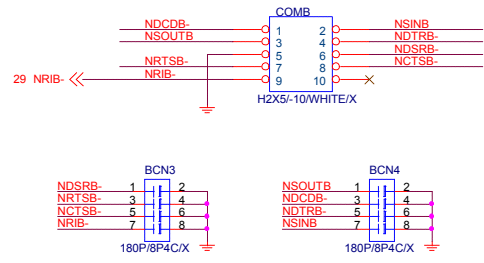 COMB
NDCDB- 1 2 NSINB
NSOUTB 3 4 NDTRB-
5 6 NDSRB-
NRTSB- 7 8 NCTSB-
29 NRIB- NRIB- 9 10
H2X5/-10/WHITE/X
BCN3
NDSRB- 1 2
NRTSB- 3 4
NCTSB- 5 6
NRIB- 7 8
180P/8P4C/X
BCN4
NSOUTB 1 2
NDCDB- 3 4
NDTRB- 5 6
NSINB 7 8
180P/8P4C/X